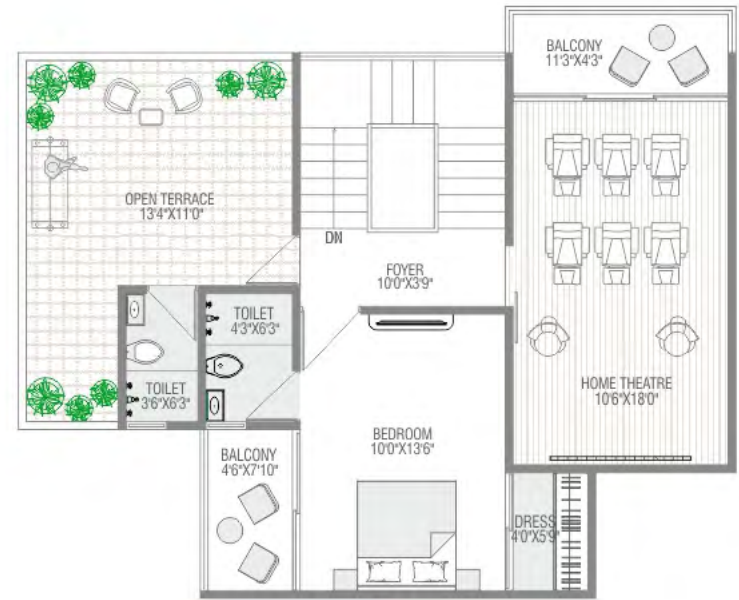 BALCONY
11'3"X4'3"
OPEN TERRACE
13'4"X11'0"
DN
FOYER
10'0"X3'9"
TOILET
4'3"X6'3"
TOILET
3'6"X6'3"
HOME THEATRE
10'6"X18'0"
BEDROOM
10'0"X13'6"
BALCONY
4'6"X7'10"
DRESS
4'0"X5'9"